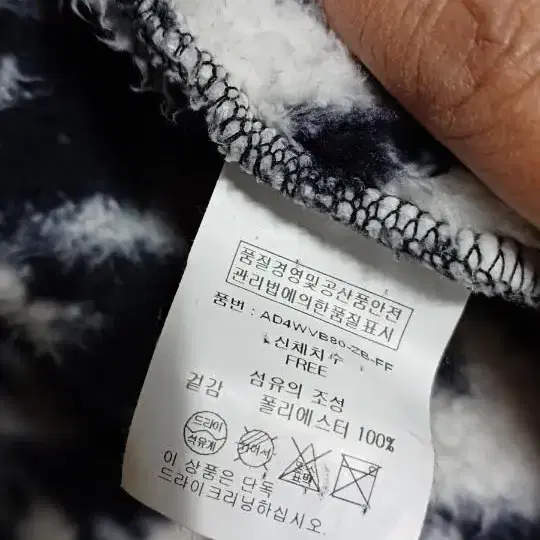 품질경영및공산품안전
관리법에의한품질표시
품번 : AD4WVB80-ZB-FF
신체치수
FREE
섬유의 조성
겉감 폴리에스터 100%
드라이
석유계
이 상품은 단독
드라이크리닝하십시오.